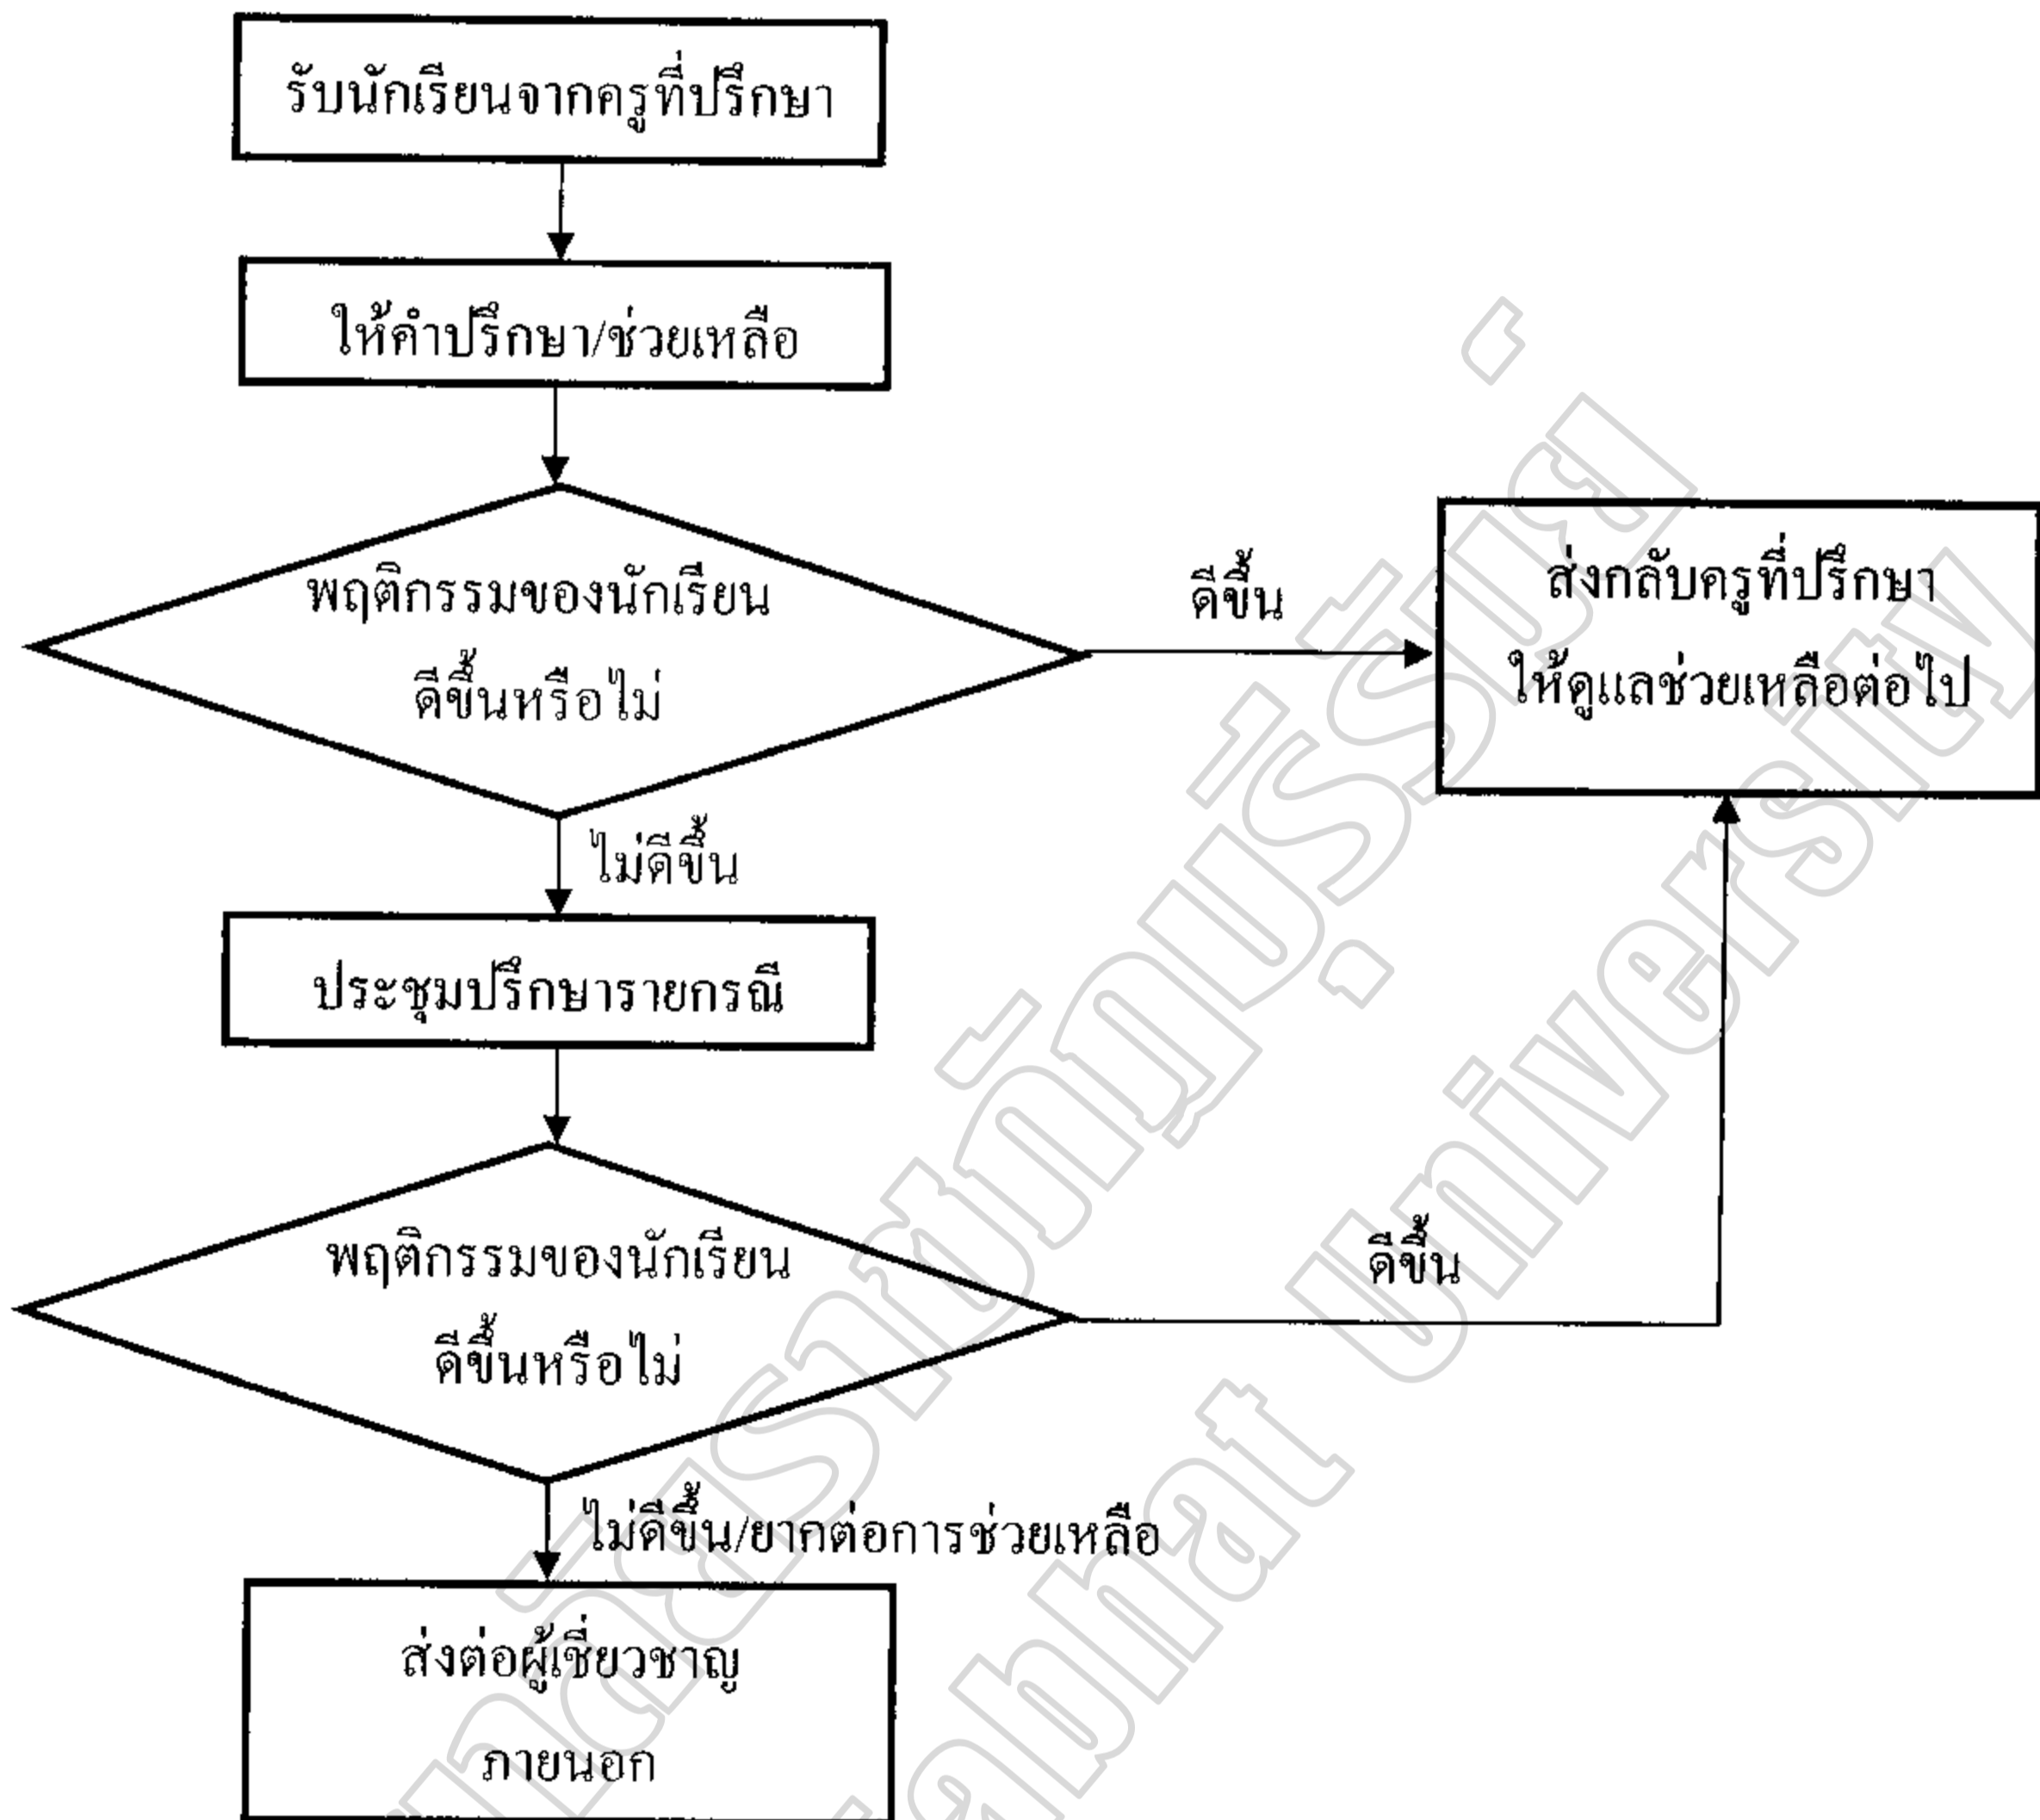 รับนักเรียนจากครูที่ปรึกษา
ให้คำปรึกษา/ช่วยเหลือ
พฤติกรรมของนักเรียน
ดีขึ้นหรือไม่
ดีขึ้น
ส่งกลับครูที่ปรึกษา
ให้ดูแลช่วยเหลือต่อไป
ไม่ดีขึ้น
ประชุมปรึกษารายกรณี
พฤติกรรมของนักเรียน
ดีขึ้นหรือไม่
ดีขึ้น
ไม่ดีขึ้น/ยากต่อการช่วยเหลือ
ส่งต่อผู้เชี่ยวชาญ
ภายนอก
University